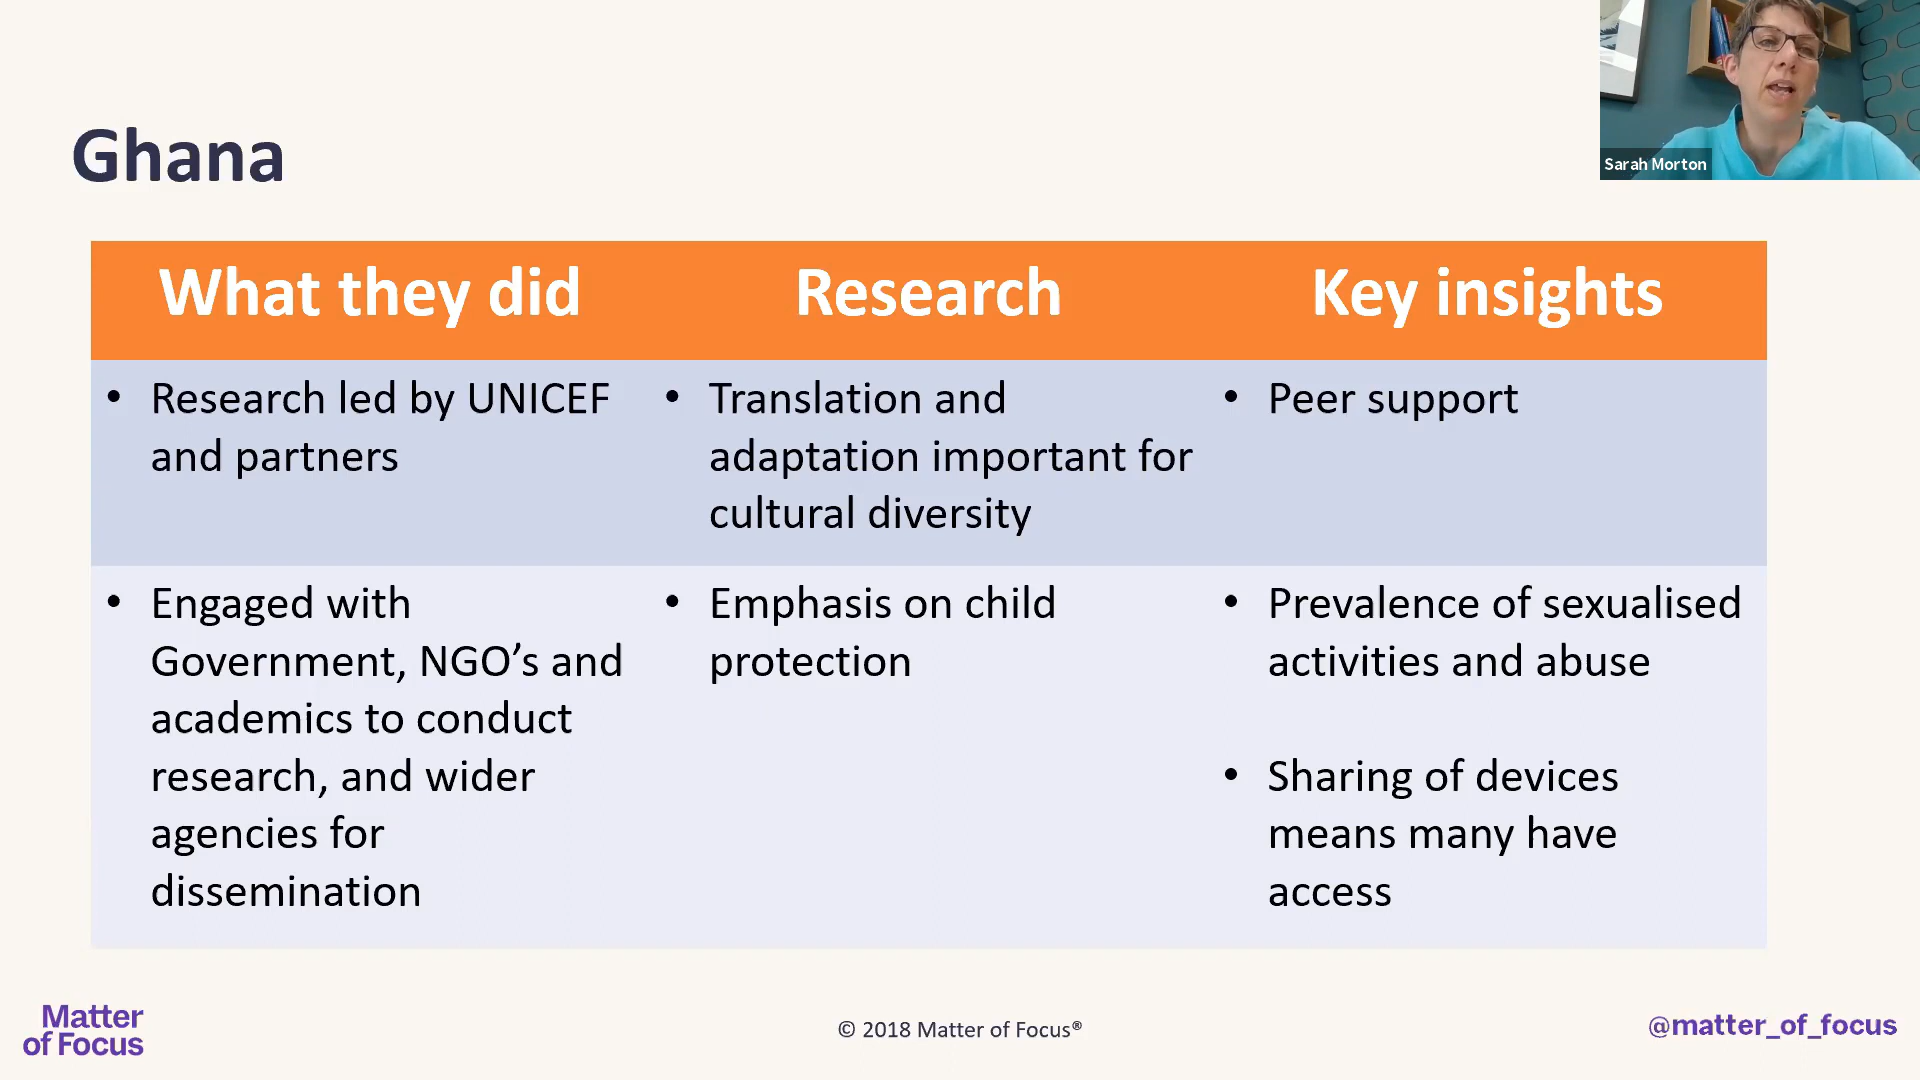 Sarah Morton
Ghana
What they did
Research
Key insights
• Research led by UNICEF
and partners
• Translation and
adaptation important for
cultural diversity
• Peer support
• Engaged with
Government, NGO’s and
academics to conduct
research, and wider
agencies for
dissemination
• Emphasis on child
protection
• Prevalence of sexualised
activities and abuse
• Sharing of devices
means many have
access
Matter
of Focus
© 2018 Matter of Focus®
@matter_of_focus